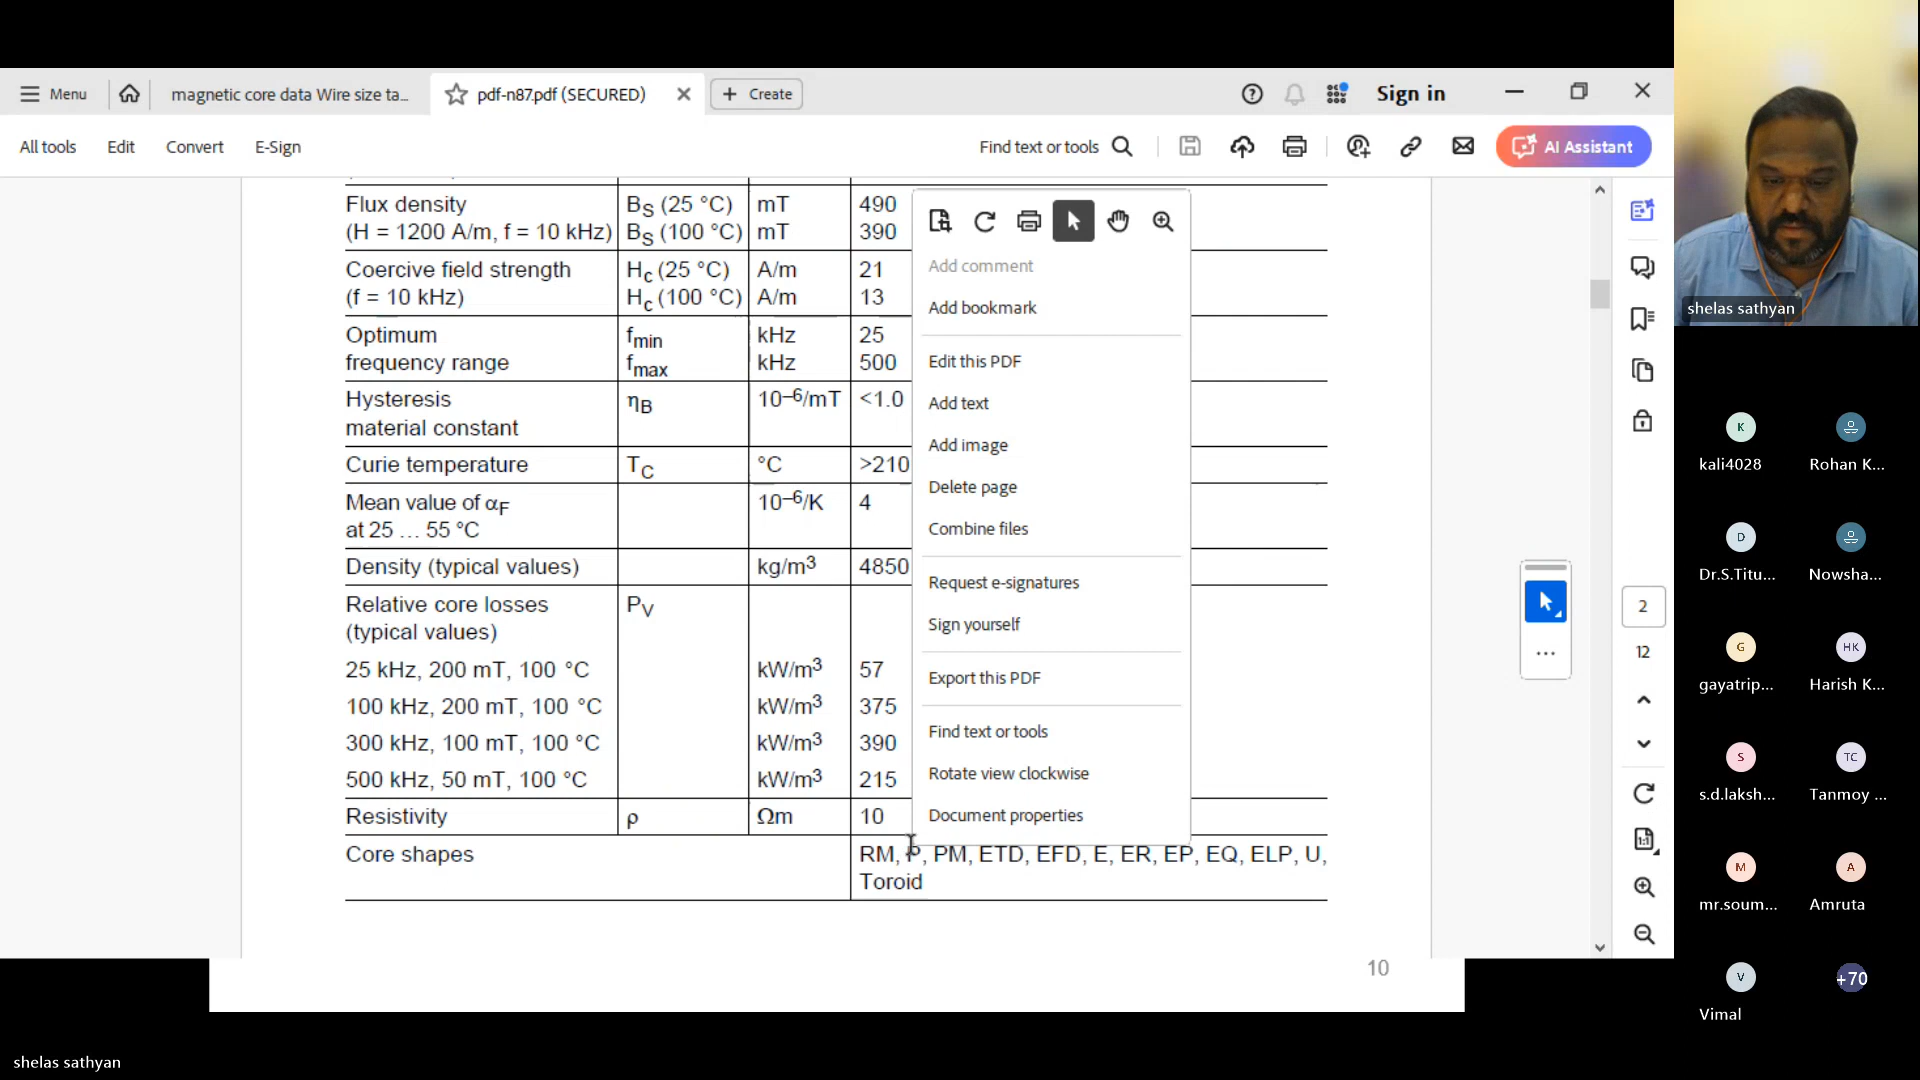 Menu
magnetic core data Wire size ta...
pdf-n87.pdf (SECURED)
Create
Sign in
All tools
Edit
Convert
E-Sign
Find text or tools
AI Assistant
Flux density BS (25 °C) mT 490
(H = 1200 A/m, f = 10 kHz) BS (100 °C) mT 390
Coercive field strength Hc (25 °C) A/m 21
(f = 10 kHz) Hc (100 °C) A/m 13
Optimum fmin kHz 25
frequency range fmax kHz 500
Hysteresis ηB 10–6/mT <1.0
material constant
Curie temperature TC °C >210
Mean value of αF 10–6/K 4
at 25 … 55 °C
Density (typical values) kg/m3 4850
Relative core losses PV
(typical values)
25 kHz, 200 mT, 100 °C kW/m3 57
100 kHz, 200 mT, 100 °C kW/m3 375
300 kHz, 100 mT, 100 °C kW/m3 390
500 kHz, 50 mT, 100 °C kW/m3 215
Resistivity ρ Ωm 10
Core shapes RM, P, PM, ETD, EFD, E, ER, EP, EQ, ELP, U,
Toroid
Add comment
Add bookmark
Edit this PDF
Add text
Add image
Delete page
Combine files
Request e-signatures
Sign yourself
Export this PDF
Find text or tools
Rotate view clockwise
Document properties
2
12
1:1
10
shelas sathyan
shelas sathyan
K
kali4028
Rohan K...
D
Dr.S.Titu...
Nowsha...
G
gayatrip...
HK
Harish K...
S
s.d.laksh...
TC
Tanmoy ...
M
mr.soum...
A
Amruta
V
Vimal
+70